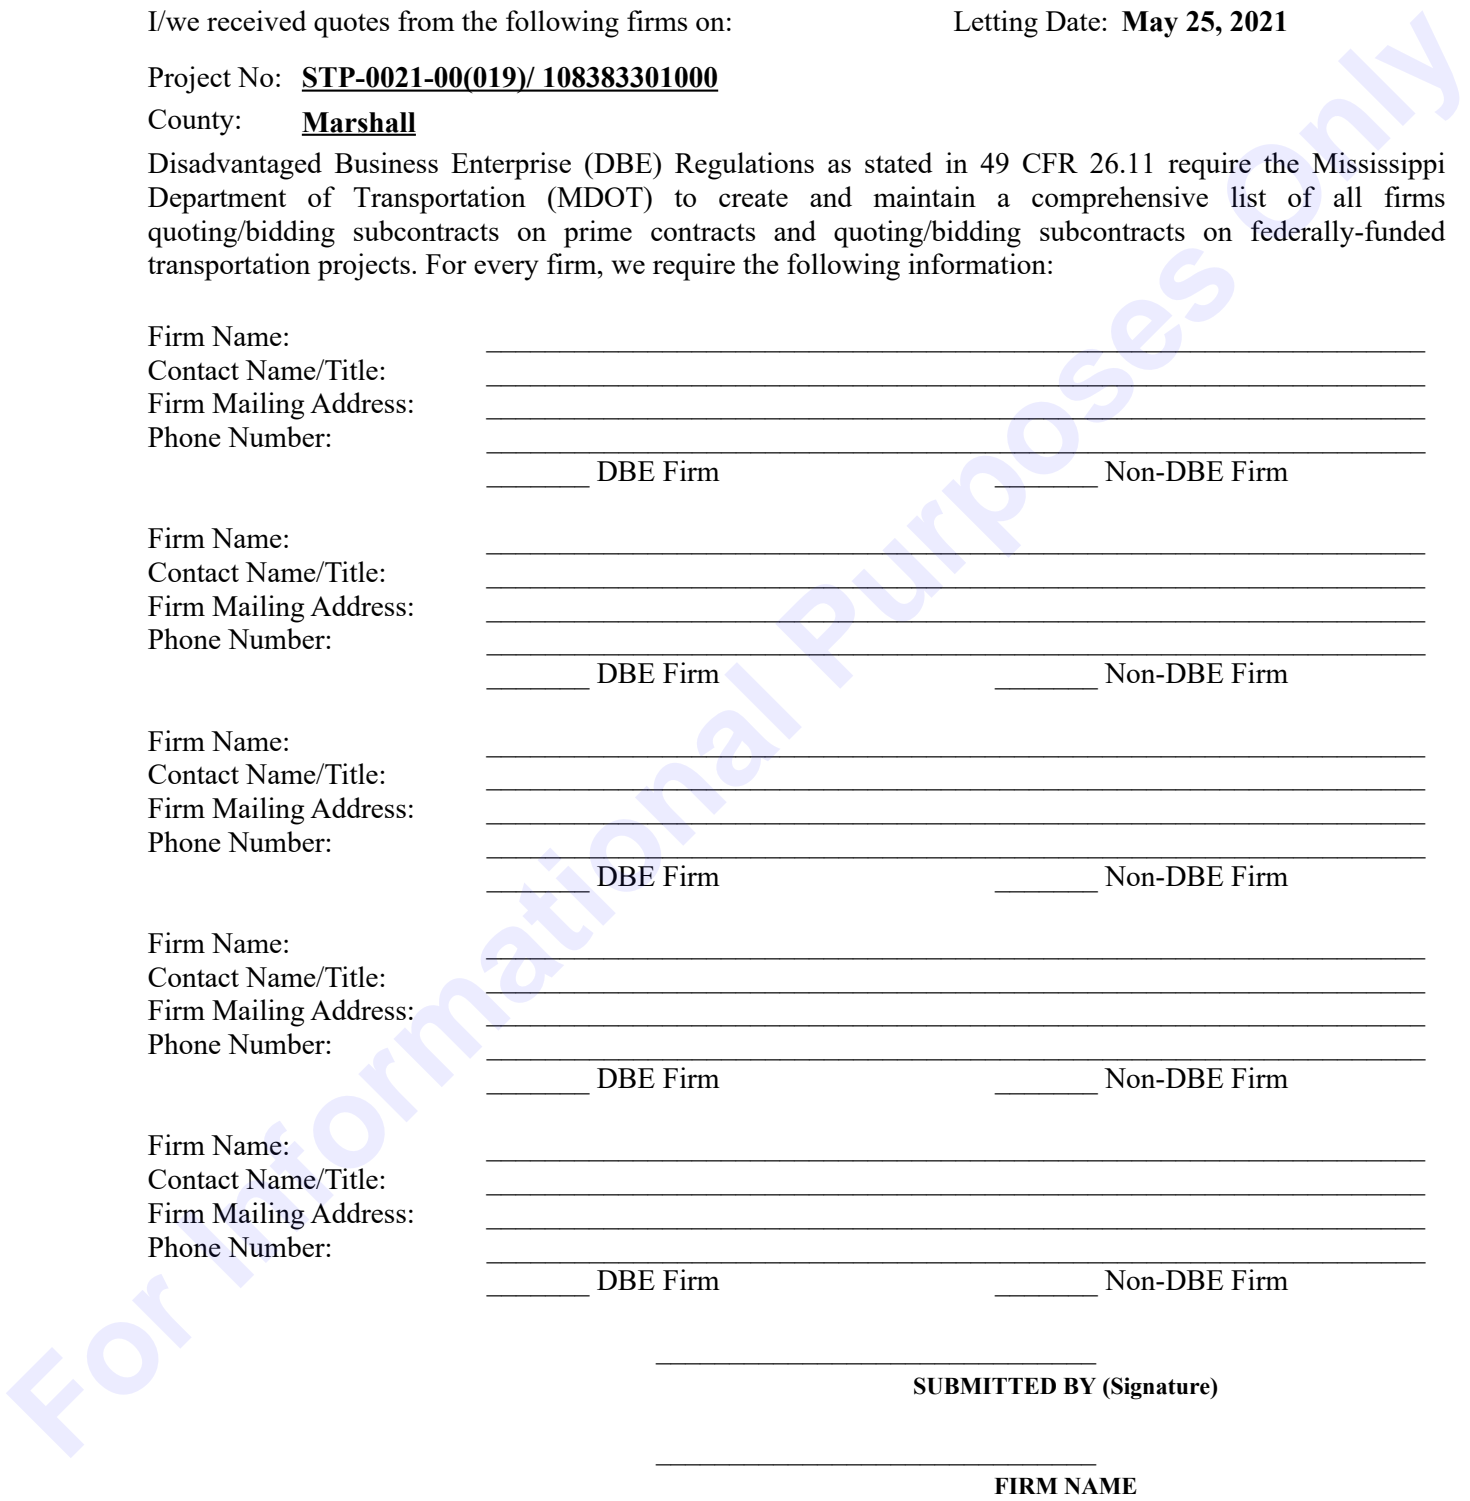 I/we received quotes from the following firms on: Letting Date: May 25, 2021
Project No: STP-0021-00(019)/ 108383301000
County: Marshall
Disadvantaged Business Enterprise (DBE) Regulations as stated in 49 CFR 26.11 require the Mississippi
Department of Transportation (MDOT) to create and maintain a comprehensive list of all firms
quoting/bidding subcontracts on prime contracts and quoting/bidding subcontracts on federally-funded
transportation projects. For every firm, we require the following information:
Firm Name:
Contact Name/Title:
Firm Mailing Address:
Phone Number:
DBE Firm Non-DBE Firm
Firm Name:
Contact Name/Title:
Firm Mailing Address:
Phone Number:
DBE Firm Non-DBE Firm
Firm Name:
Contact Name/Title:
Firm Mailing Address:
Phone Number:
DBE Firm Non-DBE Firm
Firm Name:
Contact Name/Title:
Firm Mailing Address:
Phone Number:
DBE Firm Non-DBE Firm
Firm Name:
Contact Name/Title:
Firm Mailing Address:
Phone Number:
DBE Firm Non-DBE Firm
SUBMITTED BY (Signature)
FIRM NAME
For Informational Purposes Only